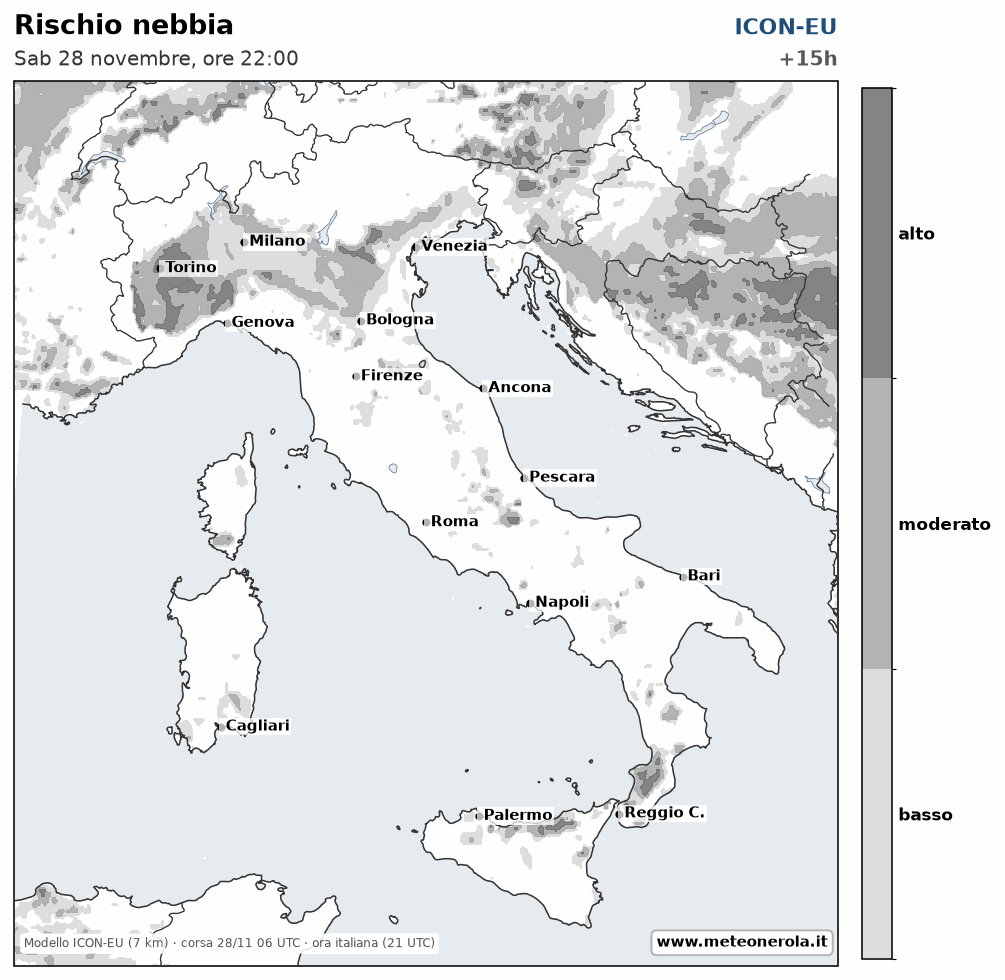 Rischio nebbia
ICON-EU
Sab 28 novembre, ore 22:00
+15h
alto
Milano
Venezia
Torino
Genova
Bologna
Firenze
Ancona
Pescara
Roma
moderato
Bari
Napoli
Cagliari
Palermo
Reggio C.
basso
Modello ICON-EU (7 km) · corsa 28/11 06 UTC · ora italiana (21 UTC)
www.meteonerola.it